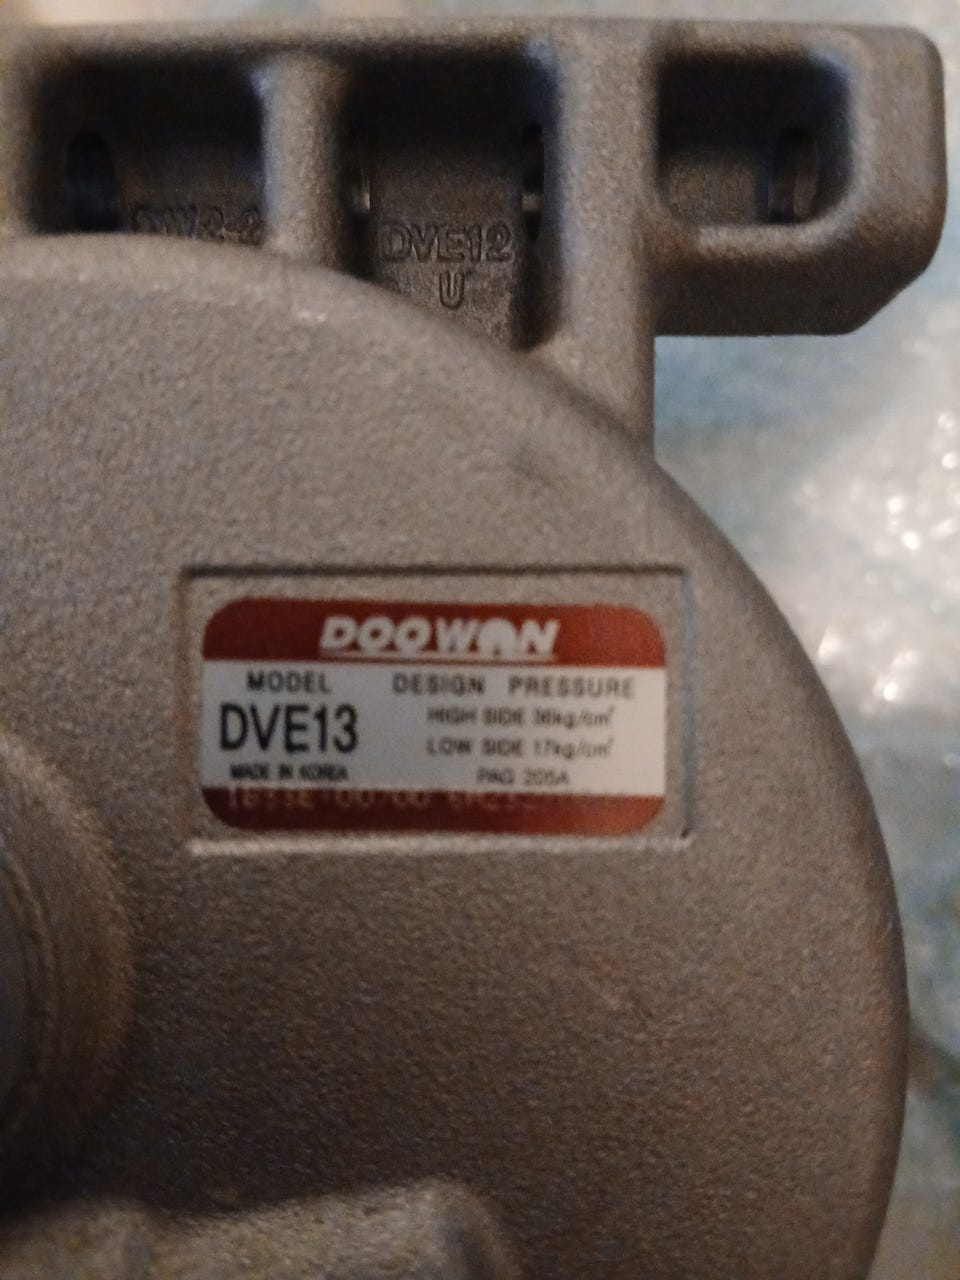 DVE12
U
DOOWON
MODEL
DVE13
MADE IN KOREA
DESIGN PRESSURE
HIGH SIDE 36kg/cm²
LOW SIDE 17kg/cm²
PAG 205A